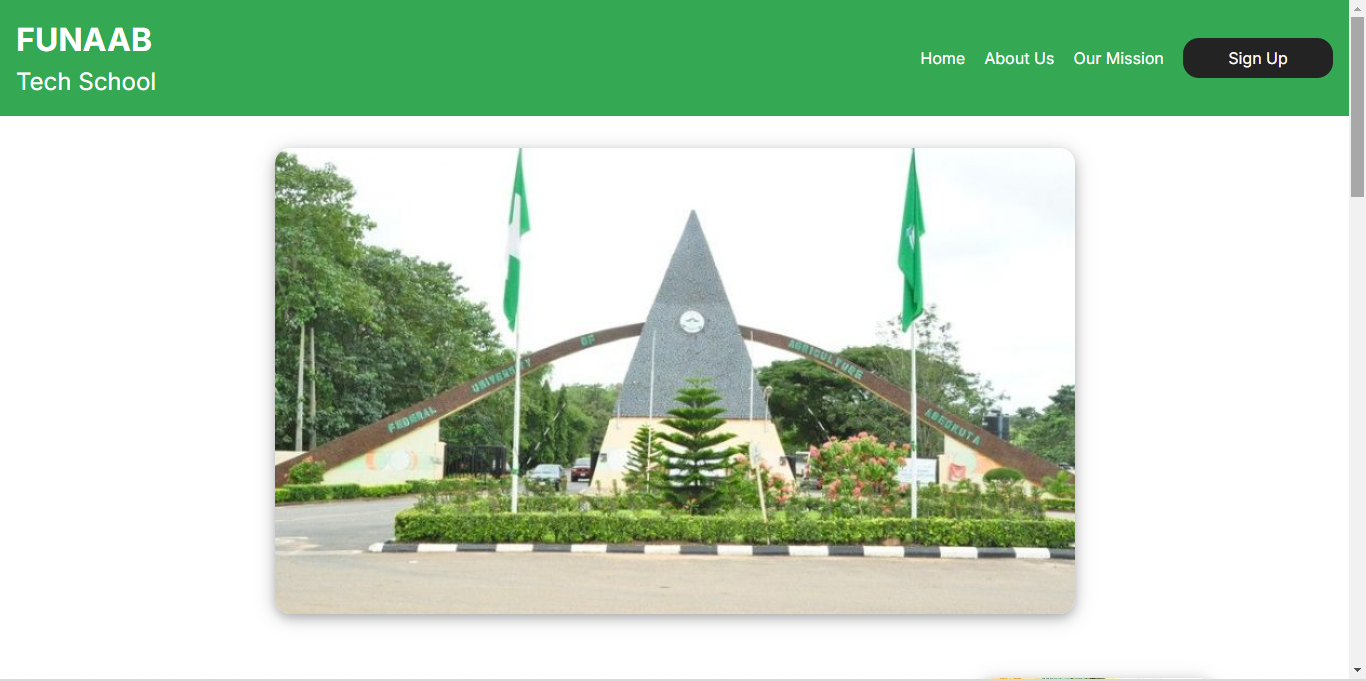 FUNAAB
Tech School
Home About Us Our Mission Sign Up
FEDERAL UNIVERSITY OF AGRICULTURE ABEOKUTA